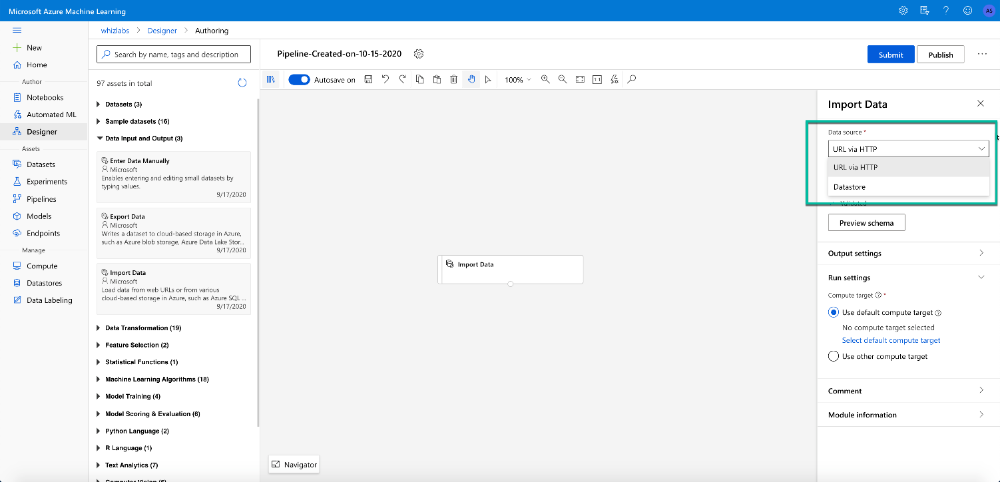 Microsoft Azure Machine Learning
AS
whizlabs > Designer > Authoring
New
Home
Author
Notebooks
Automated ML
Designer
Assets
Datasets
Experiments
Pipelines
Models
Endpoints
Manage
Compute
Datastores
Data Labeling
Search by name, tags and description
97 assets in total
Datasets (3)
Sample datasets (16)
Data Input and Output (3)
Enter Data Manually
Microsoft
Enables entering and editing small datasets by
typing values.
9/17/2020
Export Data
Microsoft
Writes a dataset to cloud-based storage in Azure,
such as Azure blob storage, Azure Data Lake Stor...
9/17/2020
Import Data
Microsoft
Load data from web URLs or from various
cloud-based storage in Azure, such as Azure SQL ...
9/17/2020
Data Transformation (19)
Feature Selection (2)
Statistical Functions (1)
Machine Learning Algorithms (18)
Model Training (4)
Model Scoring & Evaluation (6)
Python Language (2)
R Language (1)
Text Analytics (7)
Computer Vision (6)
Pipeline-Created-on-10-15-2020
Submit
Publish
Autosave on
100%
1:1
Import Data
Navigator
Import Data
Data source *
URL via HTTP
URL via HTTP
Datastore
Validated
Preview schema
Output settings
Run settings
Compute target ? *
Use default compute target ?
No compute target selected
Select default compute target
Use other compute target
Comment
Module information